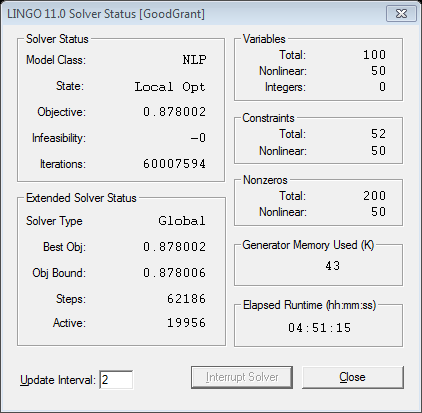 LINGO 11.0 Solver Status [GoodGrant]
Solver Status
Model Class: NLP
State: Local Opt
Objective: 0.878002
Infeasibility: -0
Iterations: 60007594
Extended Solver Status
Solver Type Global
Best Obj: 0.878002
Obj Bound: 0.878006
Steps: 62186
Active: 19956
Variables
Total: 100
Nonlinear: 50
Integers: 0
Constraints
Total: 52
Nonlinear: 50
Nonzeros
Total: 200
Nonlinear: 50
Generator Memory Used (K)
43
Elapsed Runtime (hh:mm:ss)
04:51:15
Update Interval: 2
Interrupt Solver
Close